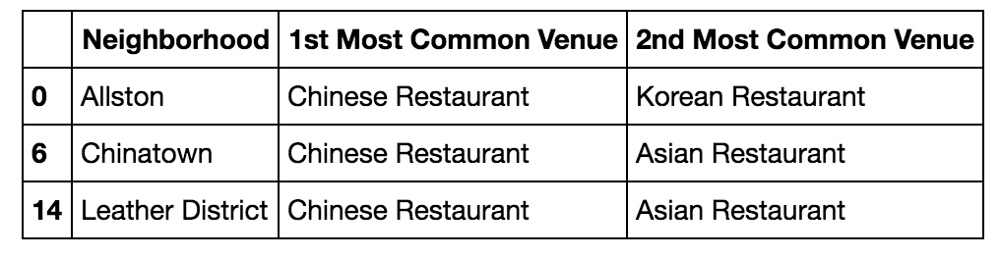 Neighborhood 1st Most Common Venue 2nd Most Common Venue
0 Allston Chinese Restaurant Korean Restaurant
6 Chinatown Chinese Restaurant Asian Restaurant
14 Leather District Chinese Restaurant Asian Restaurant